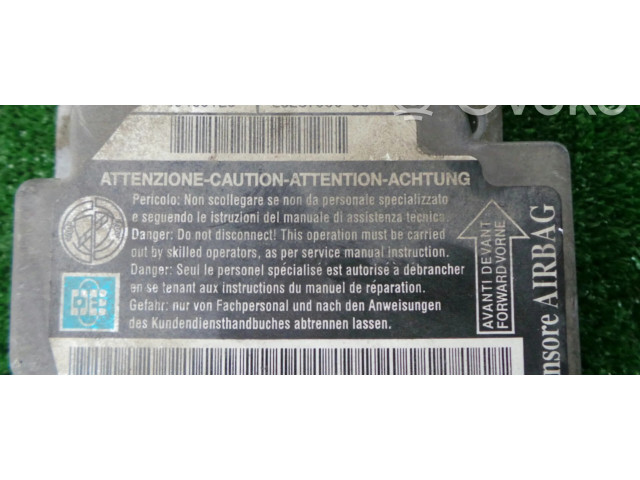 ATTENZIONE-CAUTION-ATTENTION-ACHTUNG
Pericolo: Non scollegare se non da personale specializzato
e seguendo le istruzioni del manuale di assistenza tecnica.
Danger: Do not disconnect! This operation must be carried
out by skilled operators, as per service manual instruction.
Danger: Seul le personel spécialisé est autorisé à débrancher
en se tenant aux instructions du manuel de réparation.
Gefahr: nur von Fachpersonal und nach den Anweisungen
des Kundendiensthandbuches abtrennen lassen.
AVANTI DEVANT
FORWARD VORNE
AIRBAG